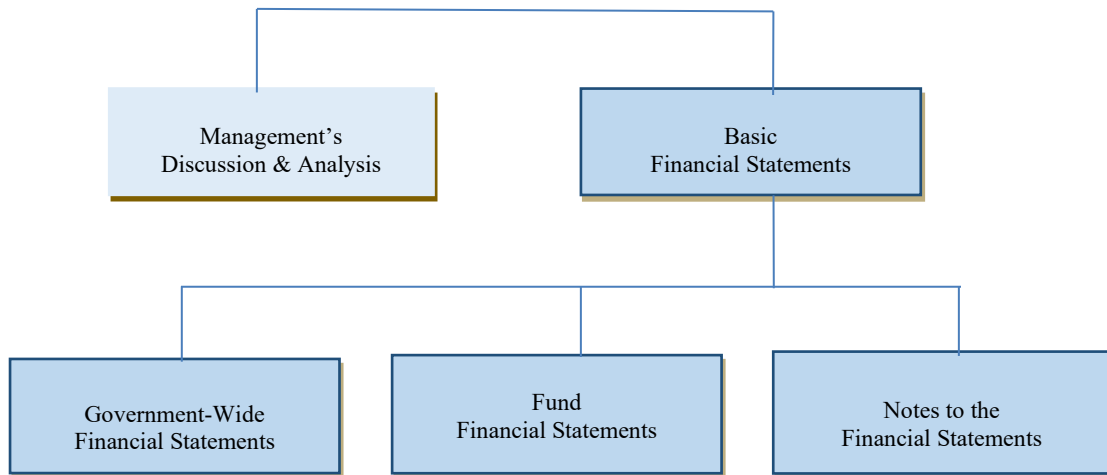 Management’s
Discussion & Analysis
Basic
Financial Statements
Government-Wide
Financial Statements
Fund
Financial Statements
Notes to the
Financial Statements